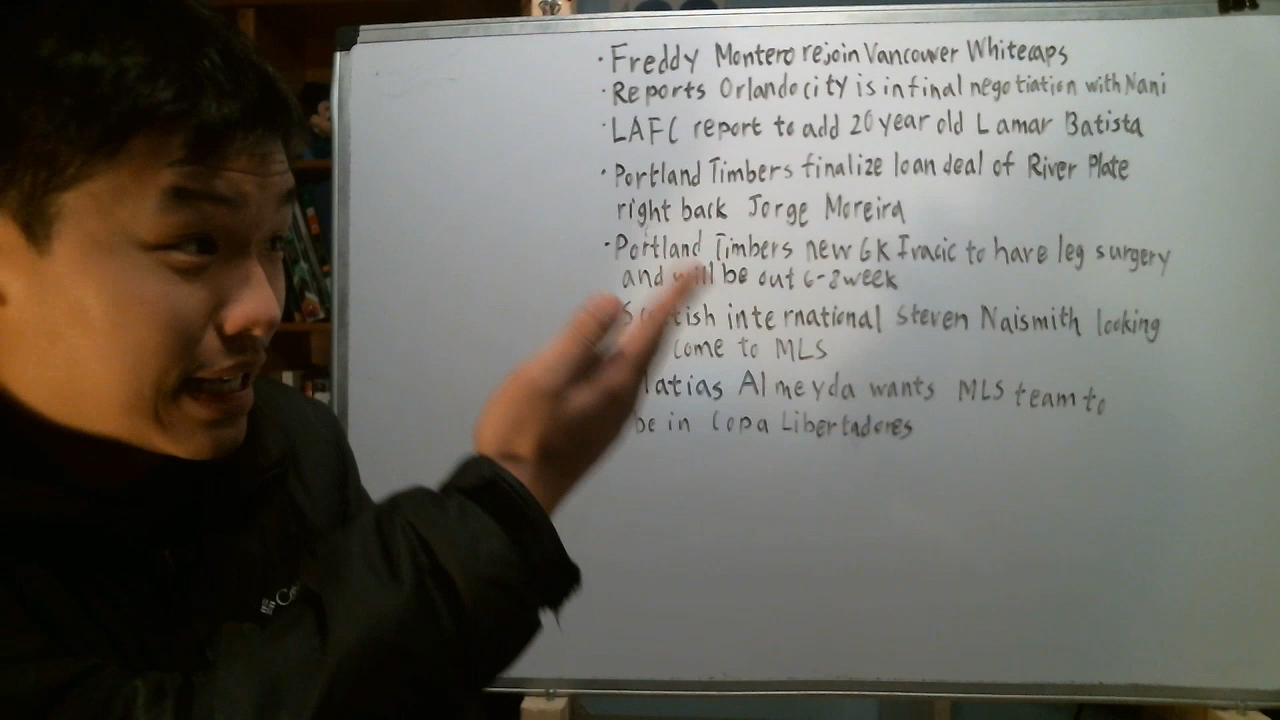 · Freddy Montero rejoin Vancouver Whitecaps
· Reports Orlando city is in final negotiation with Nani
· LAFC report to add 20 year old Lamar Batista
· Portland Timbers finalize loan deal of River Plate
right back Jorge Moreira
· Portland Timbers new GK Ivacic to have leg surgery
and will be out 6-8 week
Scottish international Steven Naismith looking
come to MLS
Matias Almeyda wants MLS team to
be in Copa Libertadores